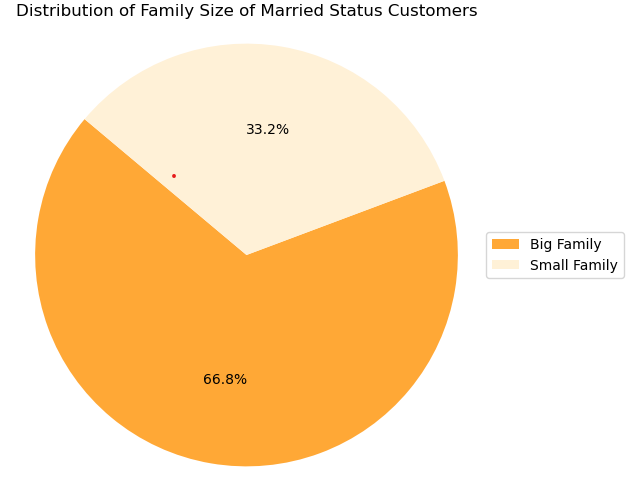 Distribution of Family Size of Married Status Customers
33.2%
Big Family
Small Family
66.8%